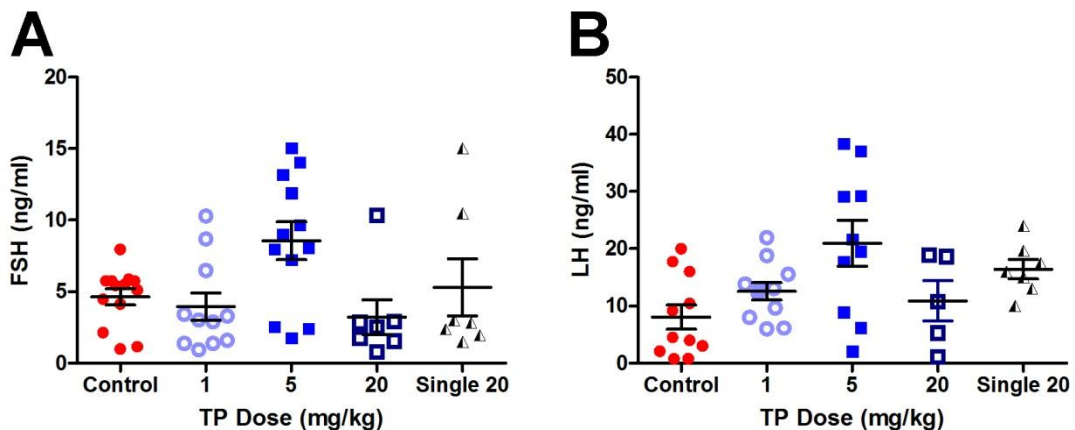 A
FSH (ng/ml)
20
15
10
5
0
Control 1 5 20 Single 20
TP Dose (mg/kg)
B
LH (ng/ml)
50
40
30
20
10
0
Control 1 5 20 Single 20
TP Dose (mg/kg)